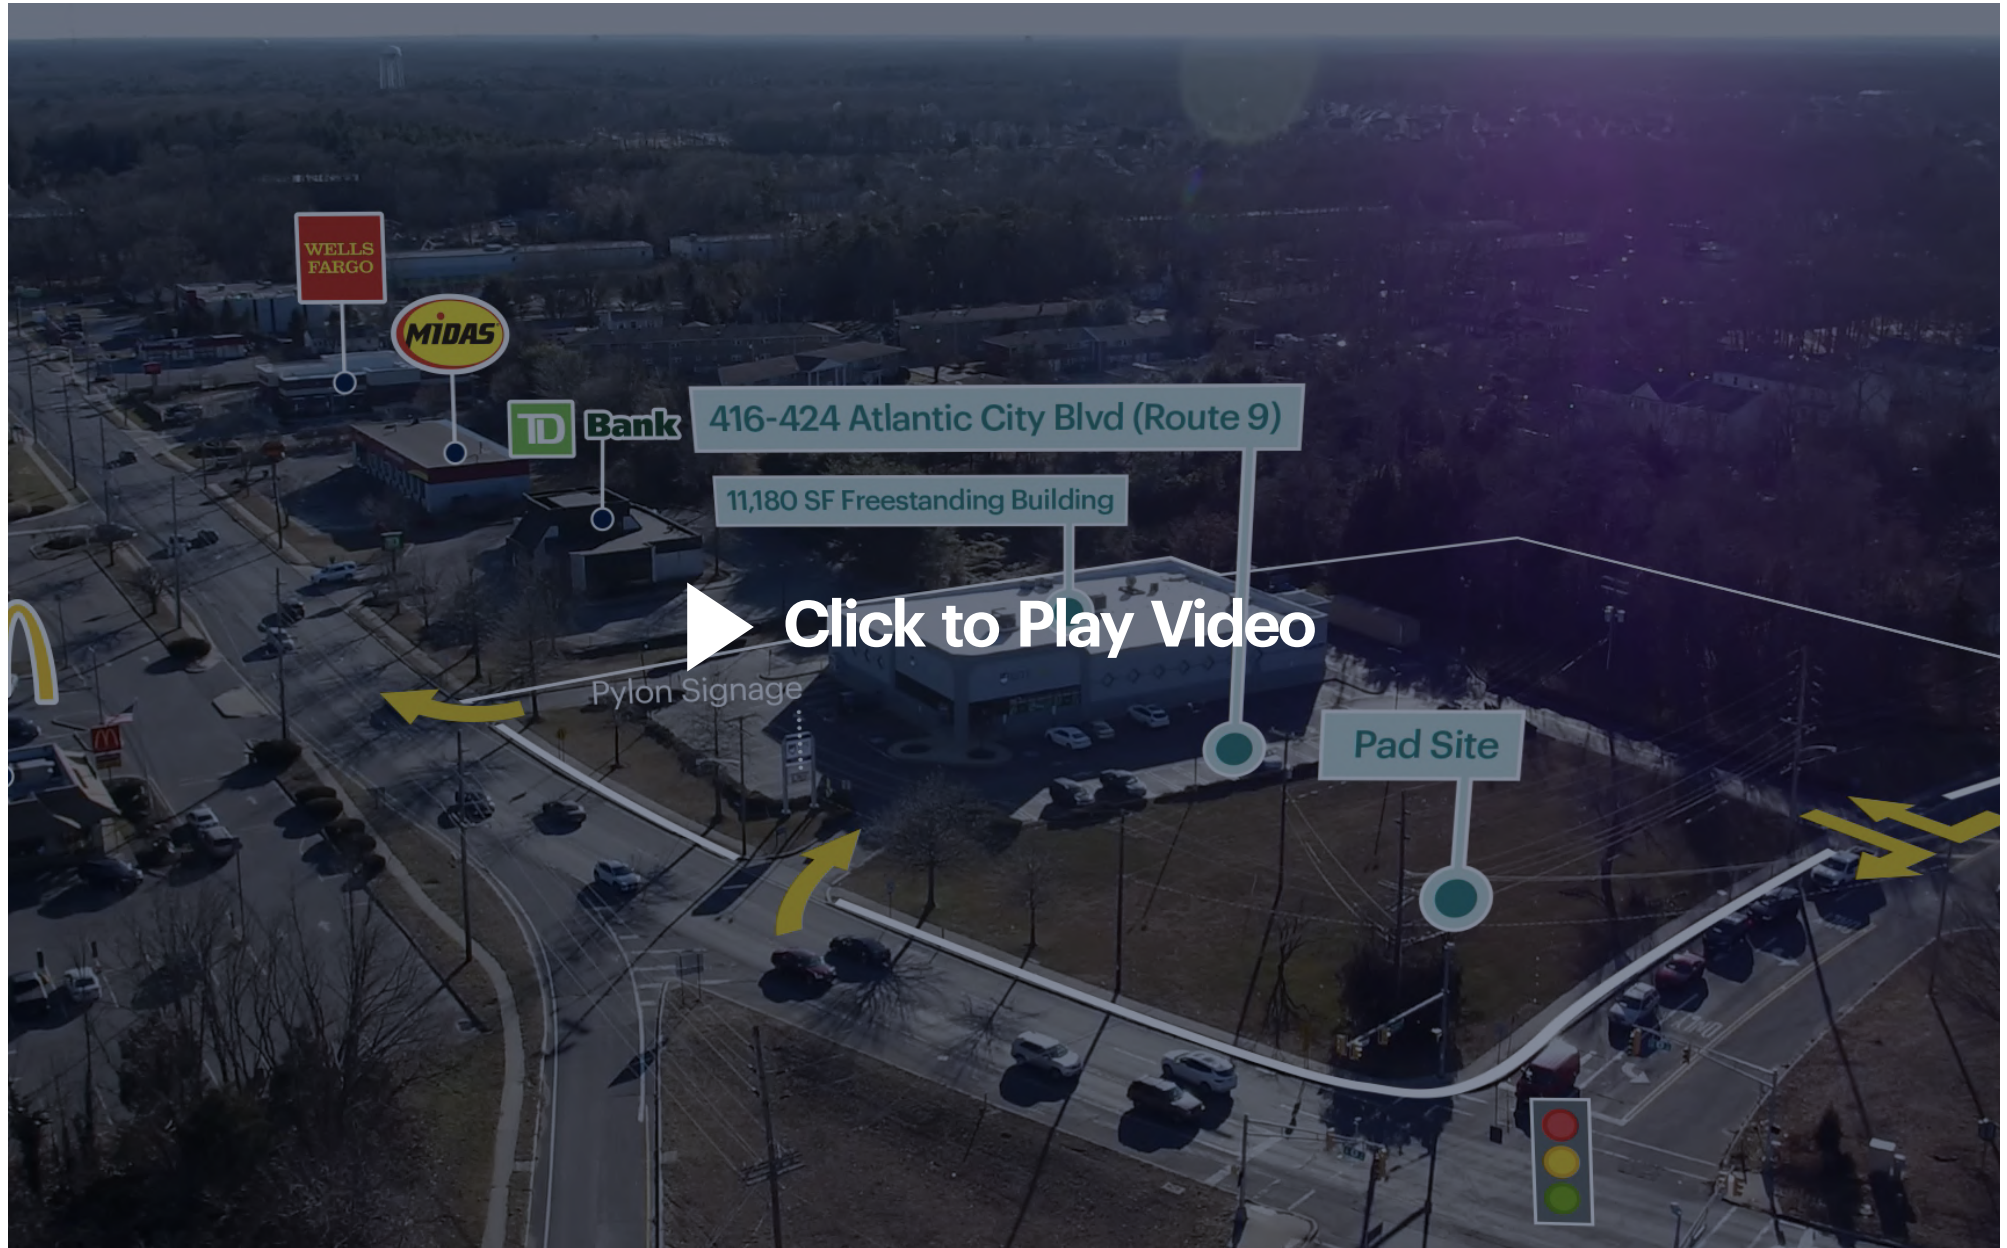 WELLS
FARGO
MIDAS
TD Bank
416-424 Atlantic City Blvd (Route 9)
11,180 SF Freestanding Building
Click to Play Video
Pylon Signage
Pad Site